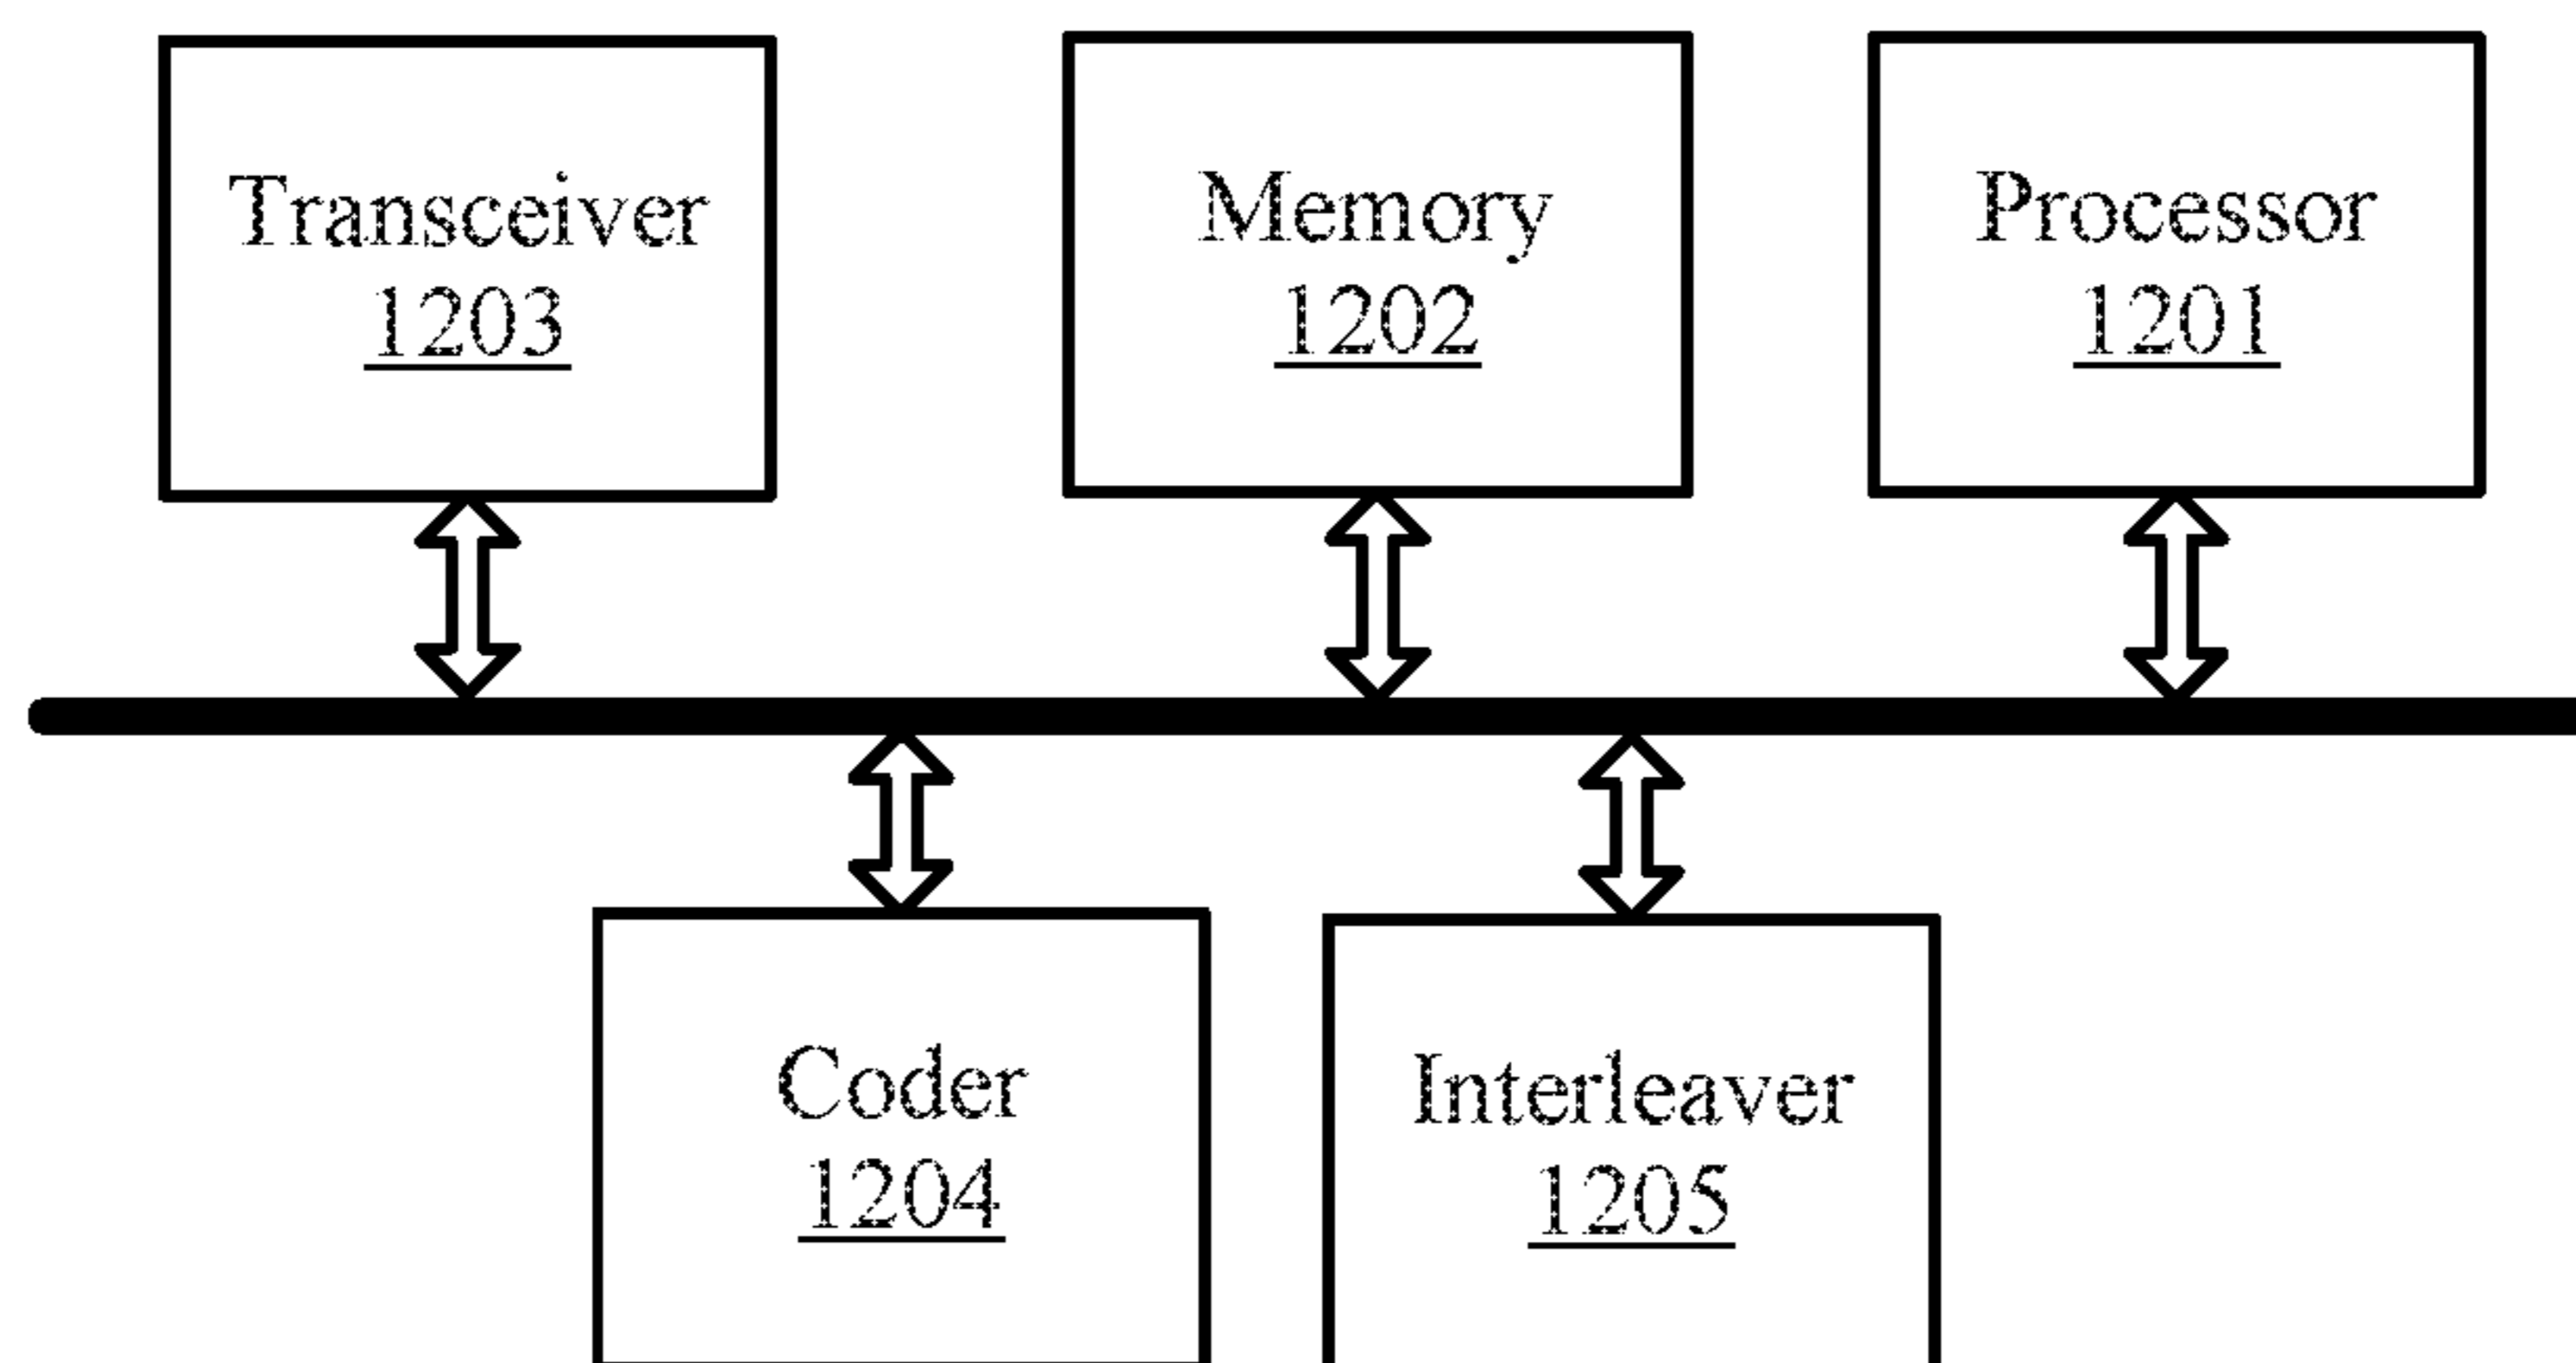 Transceiver
1203
Memory
1202
Processor
1201
Coder
1204
Interleaver
1205